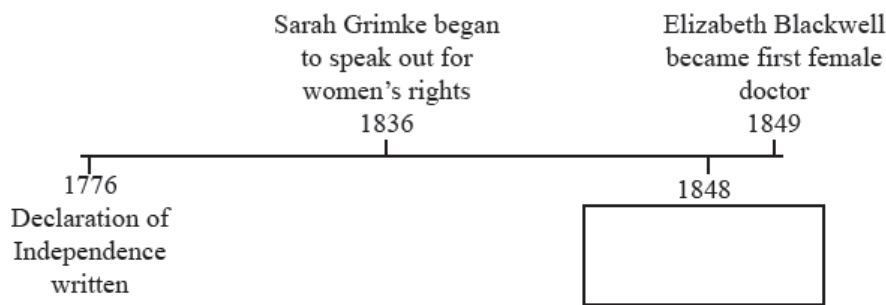 Sarah Grimke began
to speak out for
women's rights
1836
Elizabeth Blackwell
became first female
doctor
1849
1776
Declaration of
Independence
written
1848